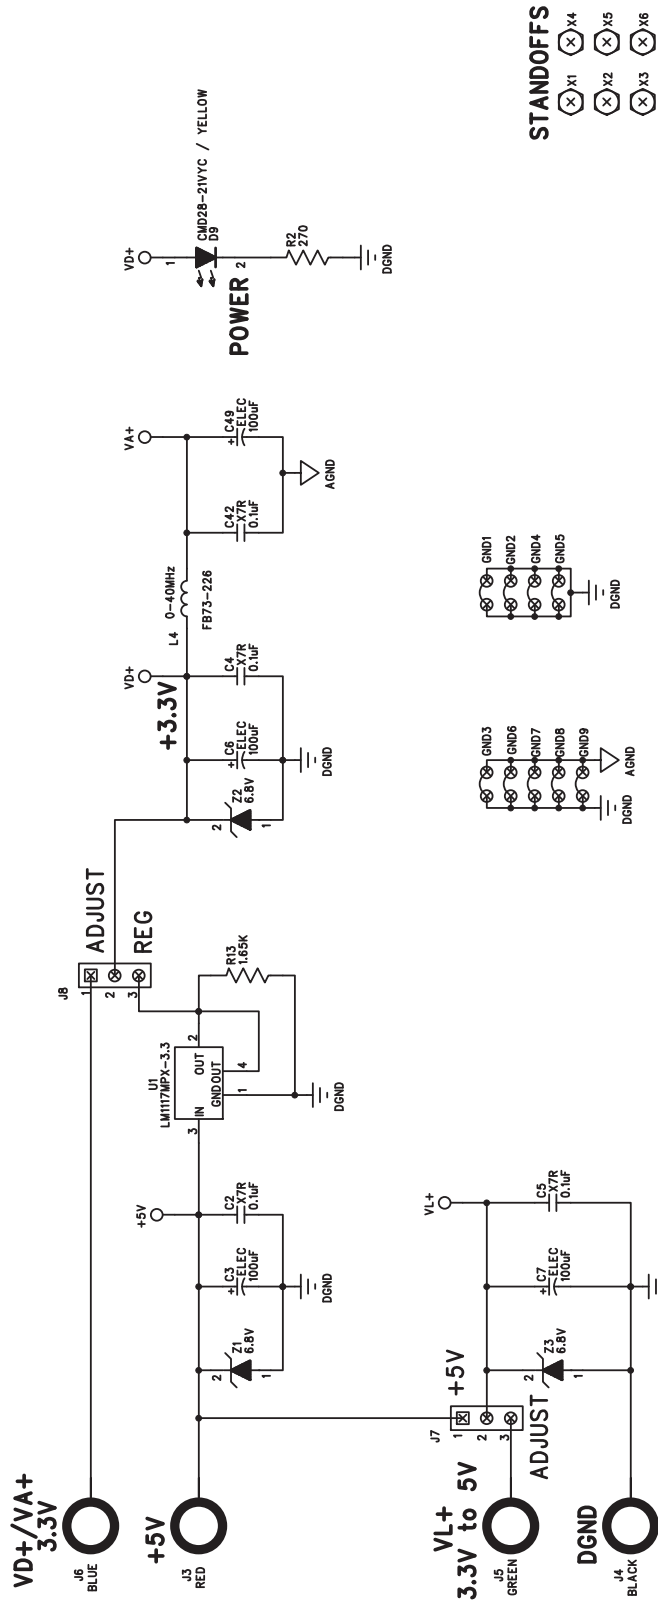 VD+/VA+
3.3V
J6
BLUE
+5V
J3
RED
VL+
3.3V to 5V
J5
GREEN
DGND
J4
BLACK
J8
1
2
3
ADJUST
REG
+5V
Z1
6.8V
2
1
C3
ELEC
100uF
+
C2
X7R
0.1uF
DGND
U1
LM1117MPX-3.3
3
IN
OUT
2
GND
OUT
1
4
R13
1.65K
DGND
J7
1
2
3
+5V
ADJUST
Z3
6.8V
2
1
C7
ELEC
100uF
+
C5
X7R
0.1uF
VL+
Z2
6.8V
2
1
C6
ELEC
100uF
+
C4
X7R
0.1uF
DGND
VD+
+3.3V
L4
0-40MHz
FB73-226
C42
X7R
0.1uF
C49
ELEC
100uF
+
VA+
AGND
VD+
1
CMD28-21VYC / YELLOW
D9
2
POWER
R2
270
DGND
GND3
GND6
GND7
GND8
GND9
DGND
AGND
GND1
GND2
GND4
GND5
DGND
STANDOFFS
X1
X4
X2
X5
X3
X6